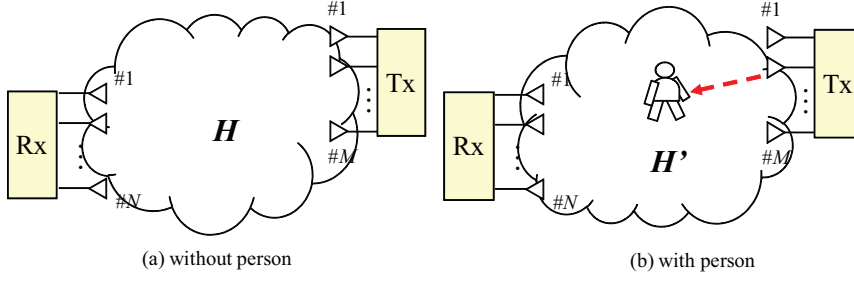 #1
Tx
#1
Rx
H
#M
#N
(a) without person
#1
Tx
#1
Rx
H’
#M
#N
(b) with person